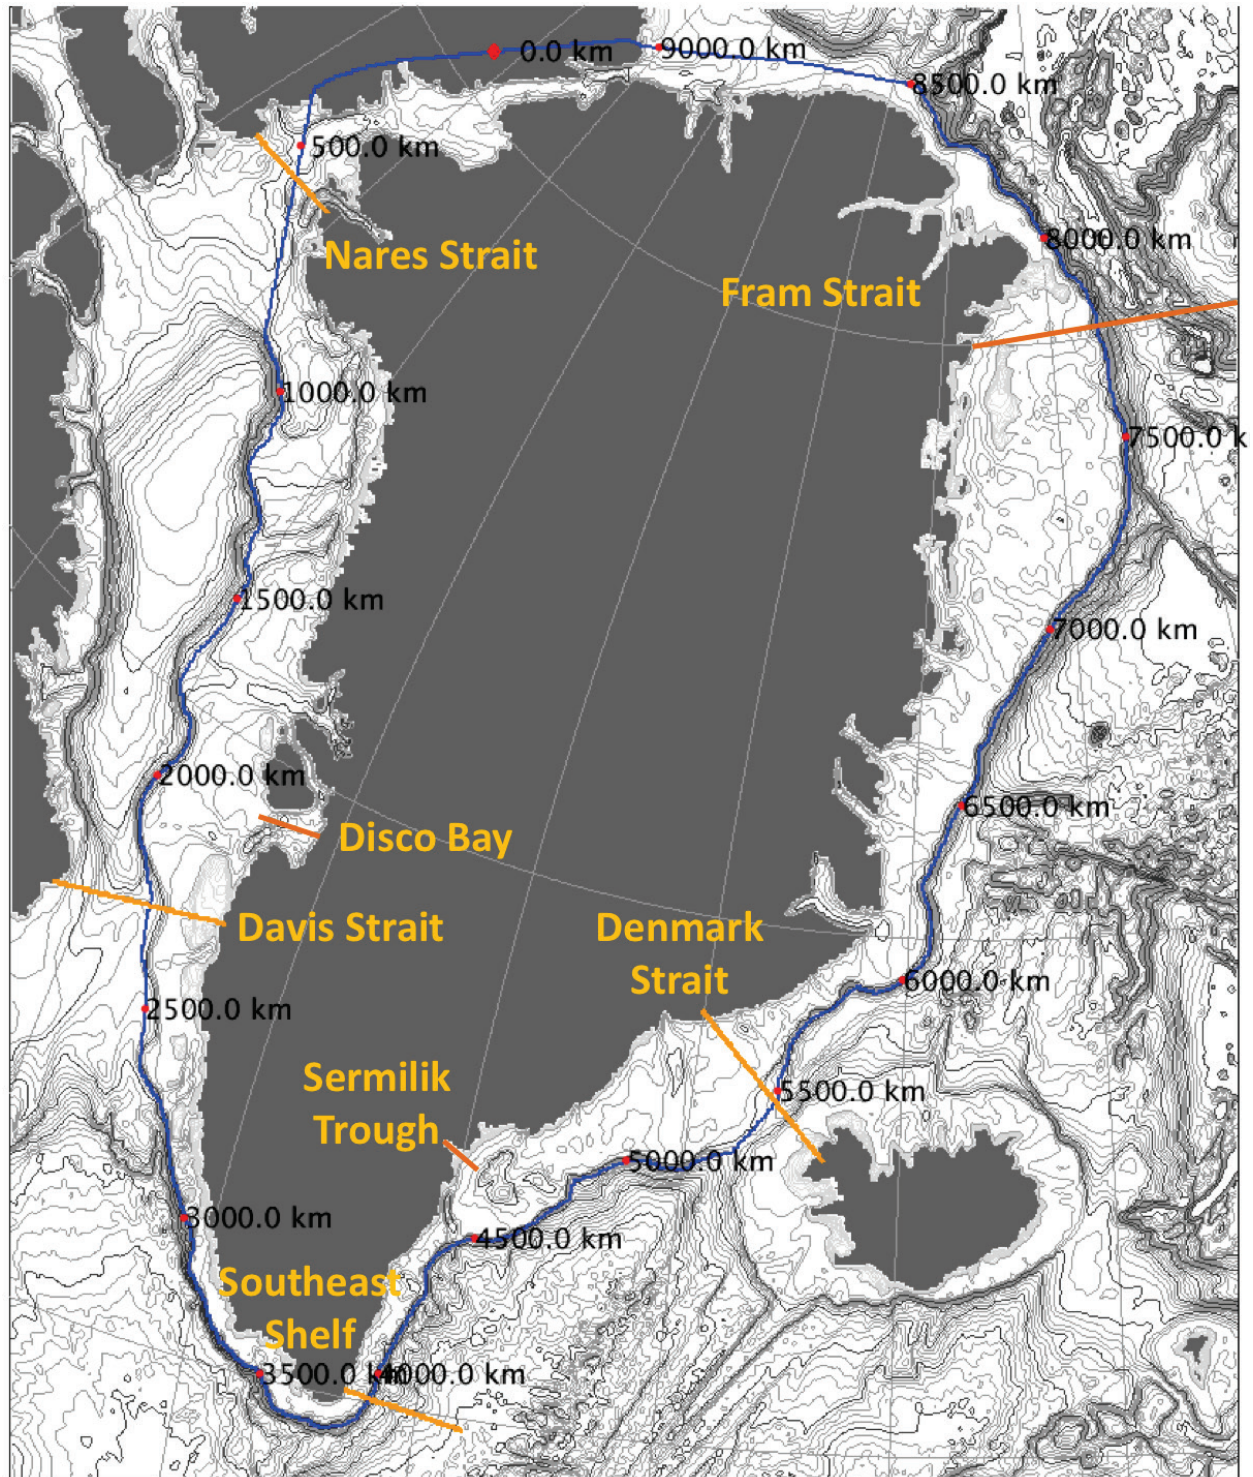 0.0 km
9000.0 km
8500.0 km
500.0 km
Nares Strait
8000.0 km
Fram Strait
1000.0 km
7500.0 k
1500.0 km
7000.0 km
2000.0 km
6500.0 km
Disco Bay
Davis Strait
Denmark
Strait
6000.0 km
2500.0 km
Sermilik
Trough
5500.0 km
5000.0 km
3000.0 km
4500.0 km
Southeast
Shelf
3500.0 km
4000.0 km